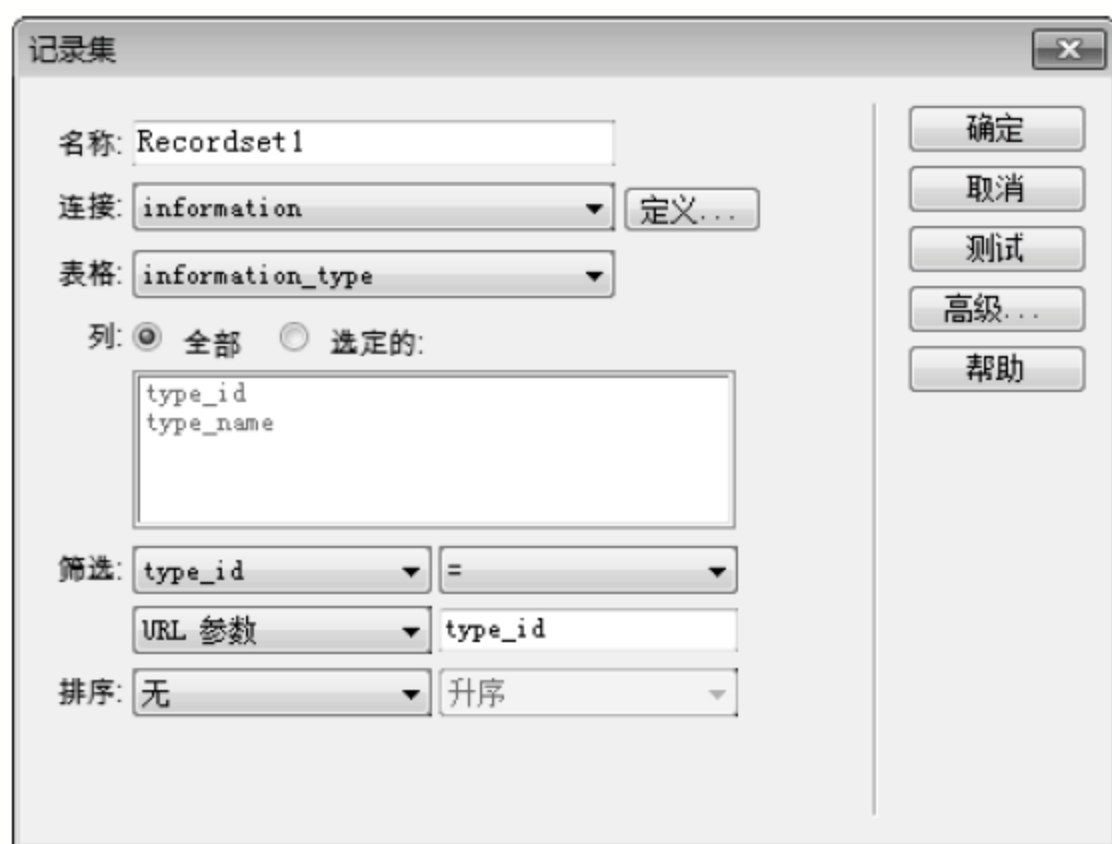 记录集
名称: Recordset1
连接: information 定义...
表格: information_type
列: 全部 选定的:
type_id
type_name
筛选: type_id =
URL 参数 type_id
排序: 无 升序
确定
取消
测试
高级...
帮助